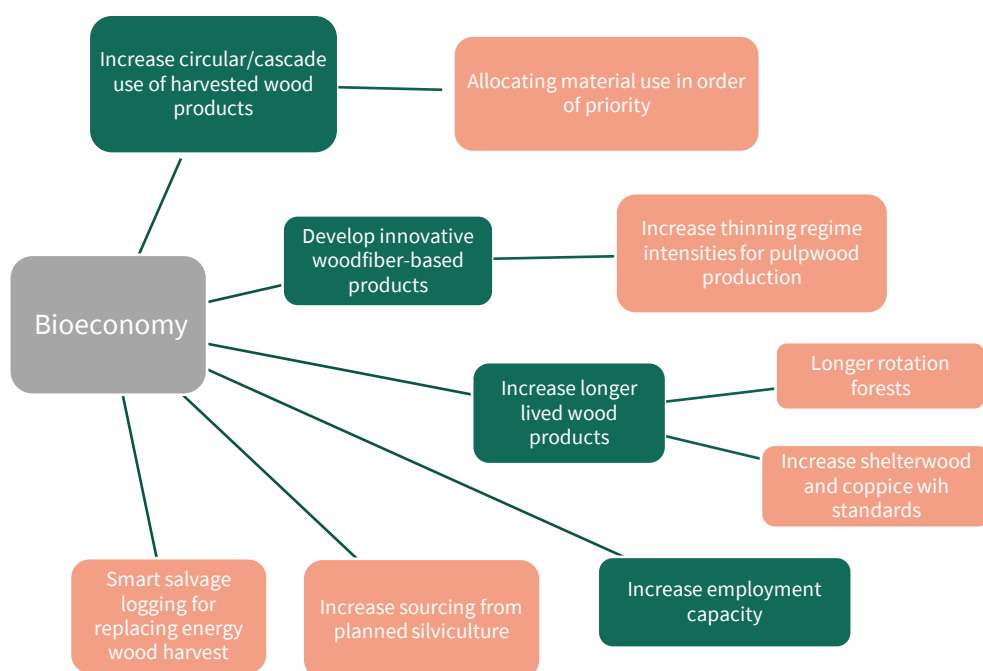 Increase circular/cascade
use of harvested wood
products
Allocating material use in order
of priority
Develop innovative
woodfiber-based
products
Increase thinning regime
intensities for pulpwood
production
Bioeconomy
Increase longer
lived wood
products
Longer rotation
forests
Increase shelterwood
and coppice wih
standards
Smart salvage
logging for
replacing energy
wood harvest
Increase sourcing from
planned silviculture
Increase employment
capacity